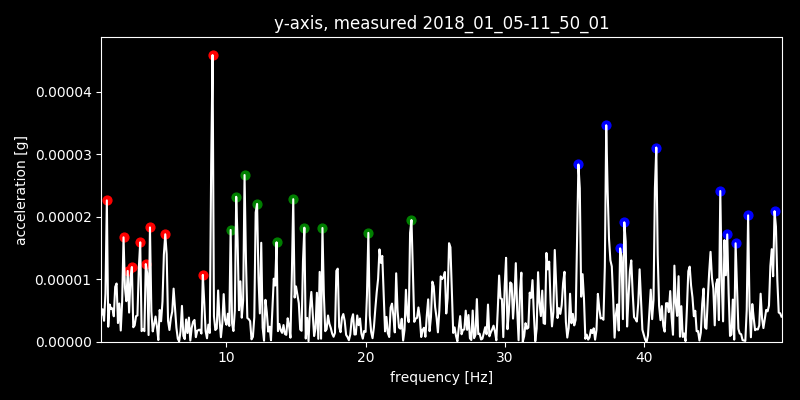 y-axis, measured 2018_01_05-11_50_01
acceleration [g]
0.00004
0.00003
0.00002
0.00001
0.00000
10 20 30 40
frequency [Hz]